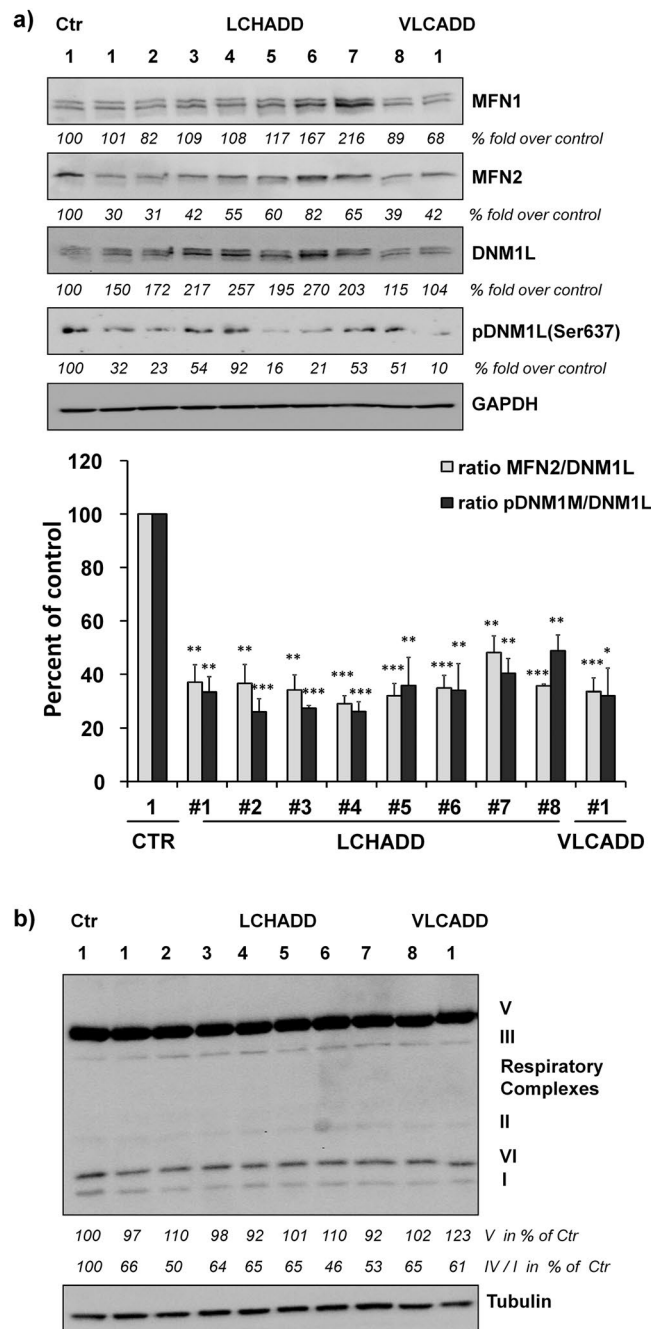 a)
Ctr LCHADD VLCADD
1 1 2 3 4 5 6 7 8 1
MFN1
100 101 82 109 108 117 167 216 89 68 % fold over control
MFN2
100 30 31 42 55 60 82 65 39 42 % fold over control
DNM1L
100 150 172 217 257 195 270 203 115 104 % fold over control
pDNM1L(Ser637)
100 32 23 54 92 16 21 53 51 10 % fold over control
GAPDH
120
100
80
60
40
20
0
Percent of control
ratio MFN2/DNM1L
ratio pDNM1M/DNM1L
** ** ** *** ** *** *** *** *** ** *** ** ** ** *** ** *** *
1 #1 #2 #3 #4 #5 #6 #7 #8 #1
CTR LCHADD VLCADD
b)
Ctr LCHADD VLCADD
1 1 2 3 4 5 6 7 8 1
V
III
Respiratory
Complexes
II
VI
I
100 97 110 98 92 101 110 92 102 123 V in % of Ctr
100 66 50 64 65 65 46 53 65 61 IV / I in % of Ctr
Tubulin